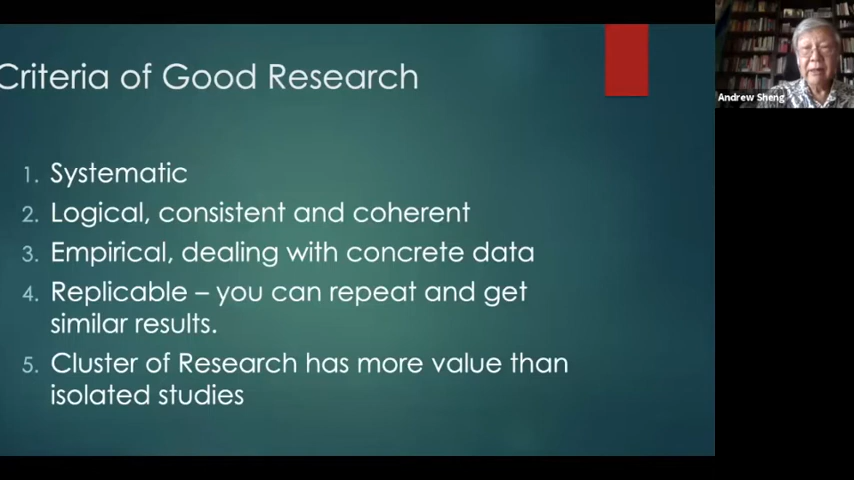 Criteria of Good Research
Andrew Sheng
1. Systematic
2. Logical, consistent and coherent
3. Empirical, dealing with concrete data
4. Replicable – you can repeat and get
similar results.
5. Cluster of Research has more value than
isolated studies